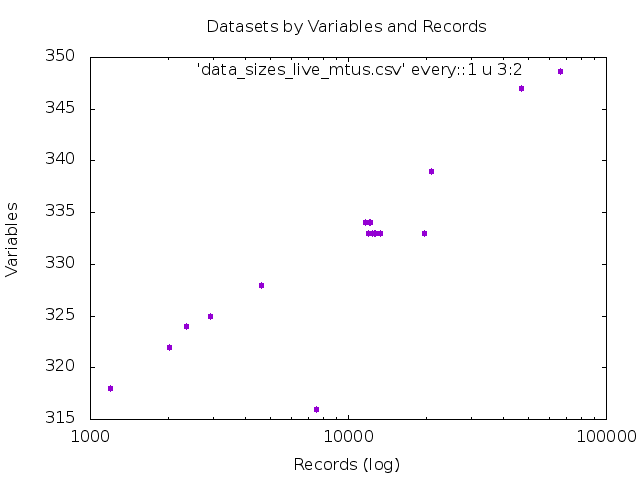 Datasets by Variables and Records
'data_sizes_live_mtus.csv' every::1 u 3:2
350
345
340
335
330
325
320
315
Variables
1000
10000
100000
Records (log)